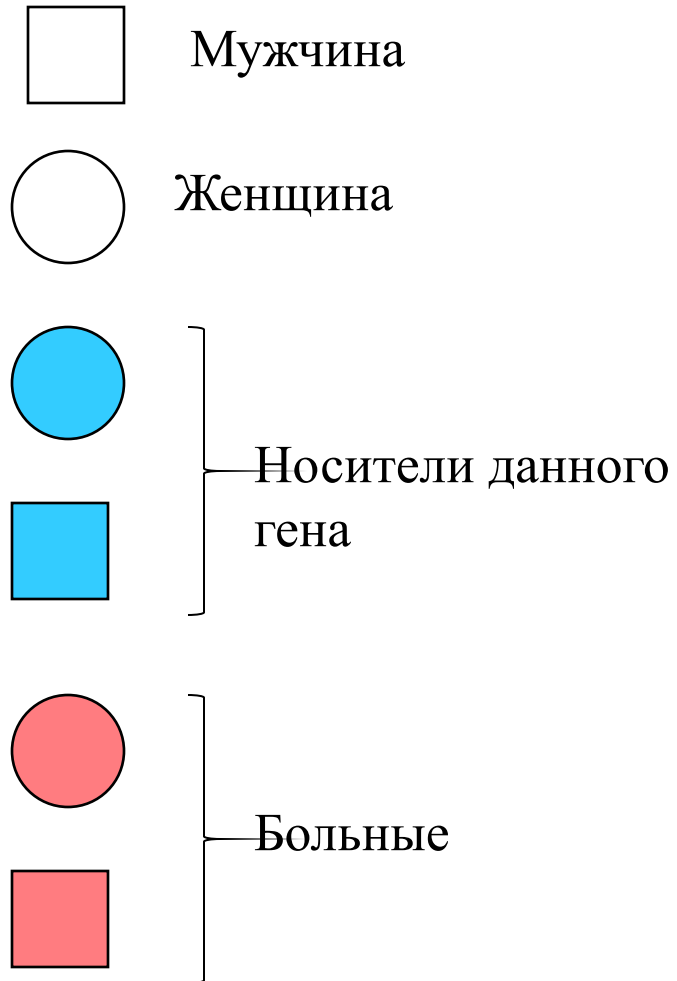 Мужчина
Женщина
Носители данного
гена
Больные